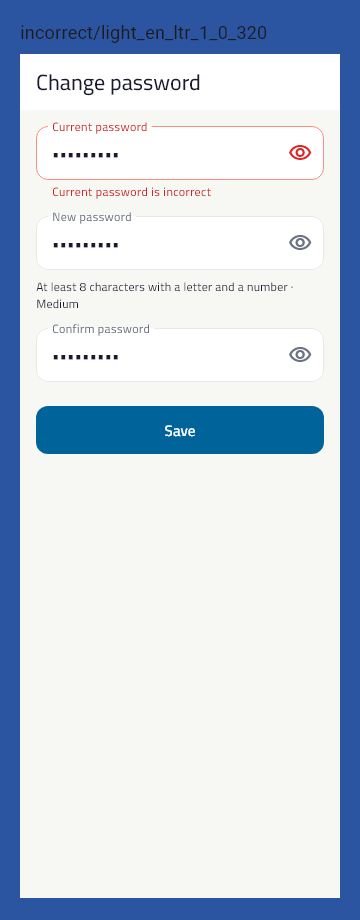 incorrect/light_en_ltr_1_0_320
Change password
Current password
▪▪▪▪▪▪▪▪▪
Current password is incorrect
New password
▪▪▪▪▪▪▪▪▪
At least 8 characters with a letter and a number ·
Medium
Confirm password
▪▪▪▪▪▪▪▪▪
Save